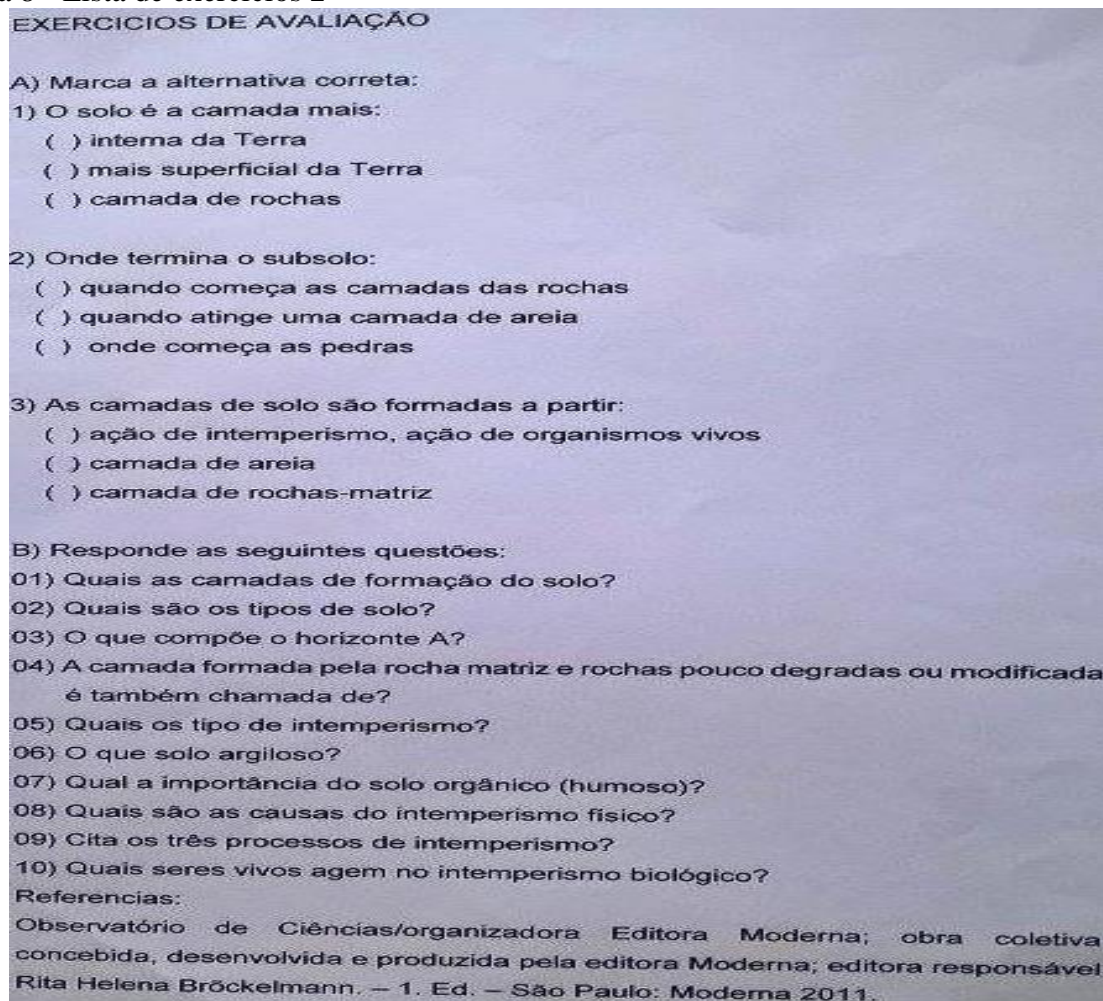 EXERCICIOS DE AVALIAÇÃO
A) Marca a alternativa correta:
1) O solo é a camada mais:
( ) interna da Terra
( ) mais superficial da Terra
( ) camada de rochas
2) Onde termina o subsolo:
( ) quando começa as camadas das rochas
( ) quando atinge uma camada de areia
( ) onde começa as pedras
3) As camadas de solo são formadas a partir:
( ) ação de intemperismo, ação de organismos vivos
( ) camada de areia
( ) camada de rochas-matriz
B) Responde as seguintes questões:
01) Quais as camadas de formação do solo?
02) Quais são os tipos de solo?
03) O que compõe o horizonte A?
04) A camada formada pela rocha matriz e rochas pouco degradas ou modificada
é também chamada de?
05) Quais os tipo de intemperismo?
06) O que solo argiloso?
07) Qual a importância do solo orgânico (humoso)?
08) Quais são as causas do intemperismo físico?
09) Cita os três processos de intemperismo?
10) Quais seres vivos agem no intemperismo biológico?
Referencias:
Observatório de Ciências/organizadora Editora Moderna; obra coletiva
concebida, desenvolvida e produzida pela editora Moderna; editora responsável
Rita Helena Bröckelmann. – 1. Ed. – São Paulo: Moderna 2011.